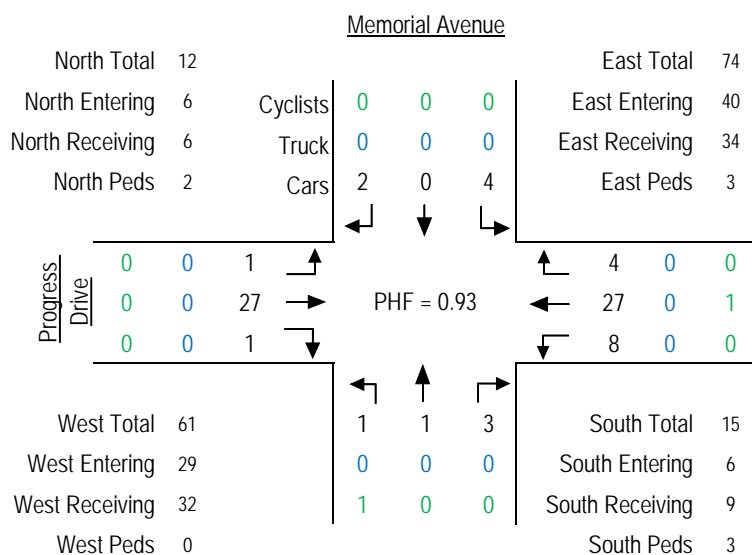 Memorial Avenue
North Total 12
East Total 74
North Entering 6
Cyclists 0 0 0
East Entering 40
North Receiving 6
Truck 0 0 0
East Receiving 34
North Peds 2
Cars 2 0 4
East Peds 3
Progress
Drive
0 0 1
4 0 0
0 0 27
PHF = 0.93
27 0 1
0 0 1
8 0 0
West Total 61
1 1 3
South Total 15
West Entering 29
0 0 0
South Entering 6
West Receiving 32
1 0 0
South Receiving 9
West Peds 0
South Peds 3